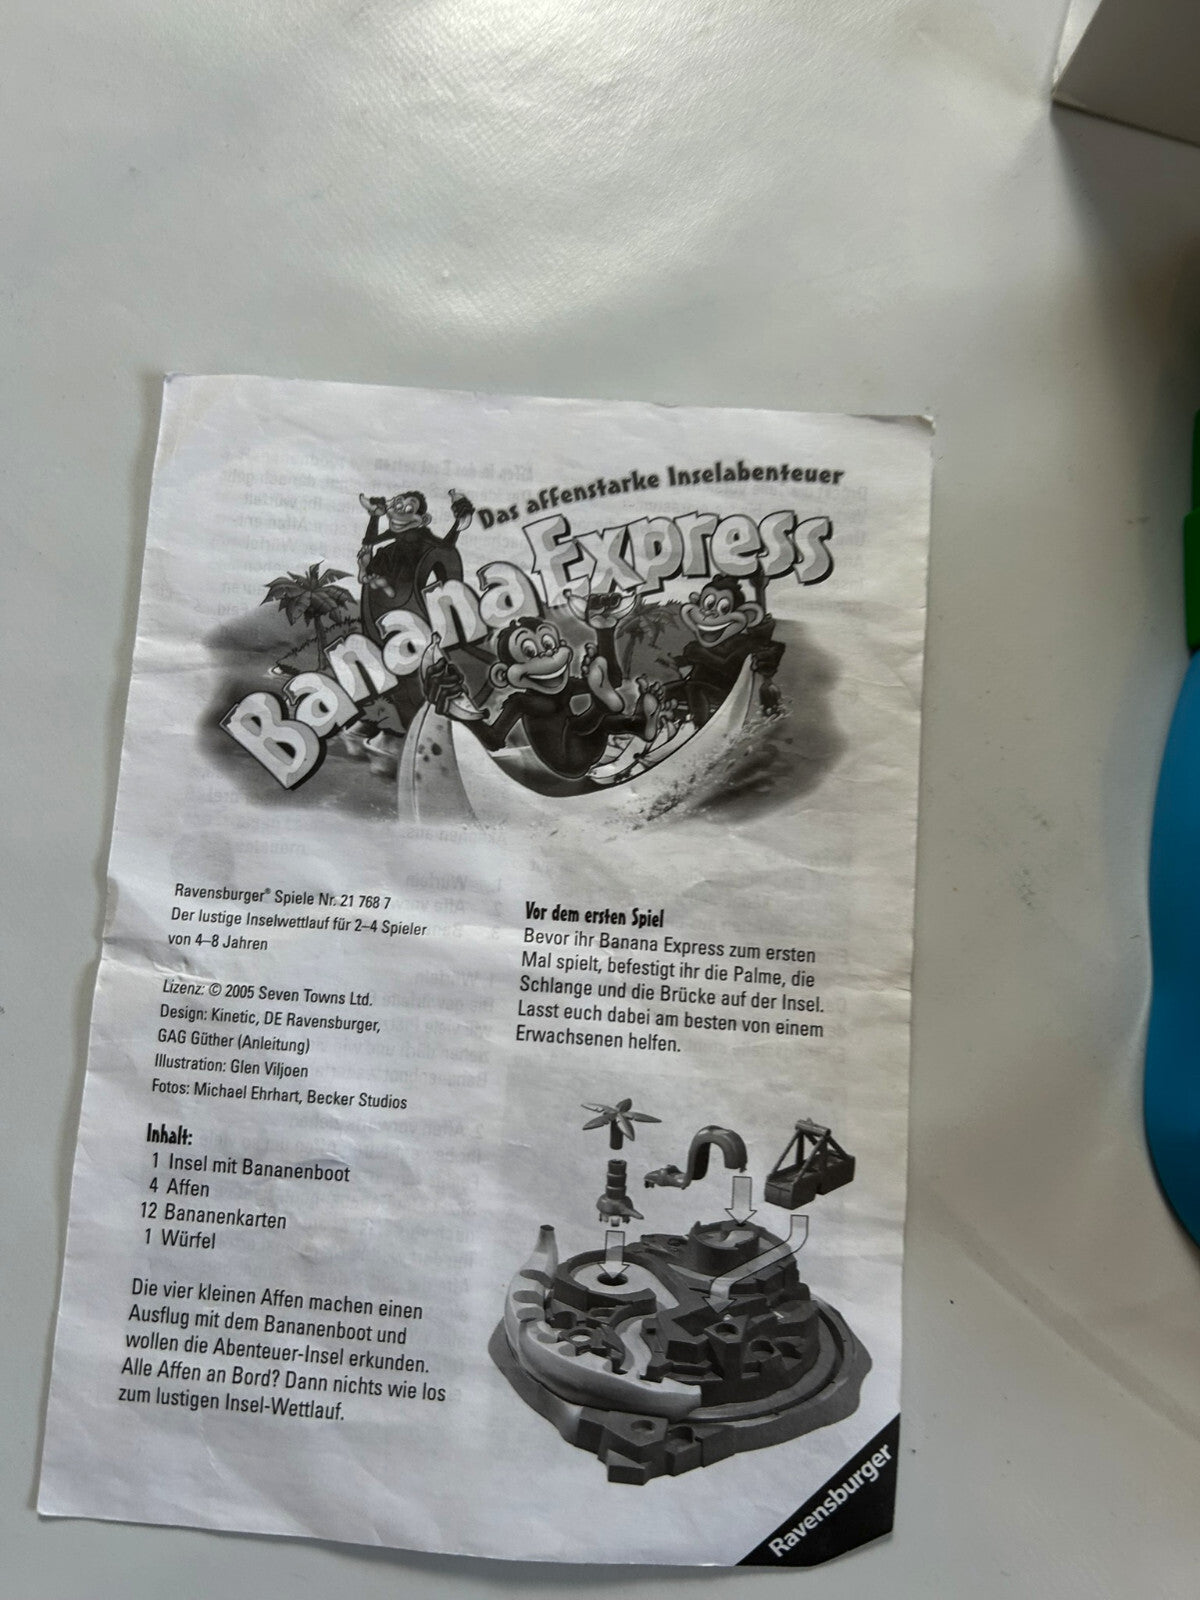 Das affenstarke Inselabenteuer
Banana Express
Ravensburger® Spiele Nr. 21 768 7
Der lustige Inselwettlauf für 2–4 Spieler
von 4–8 Jahren
Lizenz: © 2005 Seven Towns Ltd.
Design: Kinetic, DE Ravensburger,
GAG Güther (Anleitung)
Illustration: Glen Viljoen
Fotos: Michael Ehrhart, Becker Studios
Inhalt:
1 Insel mit Bananenboot
4 Affen
12 Bananenkarten
1 Würfel
Die vier kleinen Affen machen einen
Ausflug mit dem Bananenboot und
wollen die Abenteuer-Insel erkunden.
Alle Affen an Bord? Dann nichts wie los
zum lustigen Insel-Wettlauf.
Vor dem ersten Spiel
Bevor ihr Banana Express zum ersten
Mal spielt, befestigt ihr die Palme, die
Schlange und die Brücke auf der Insel.
Lasst euch dabei am besten von einem
Erwachsenen helfen.
Ravensburger